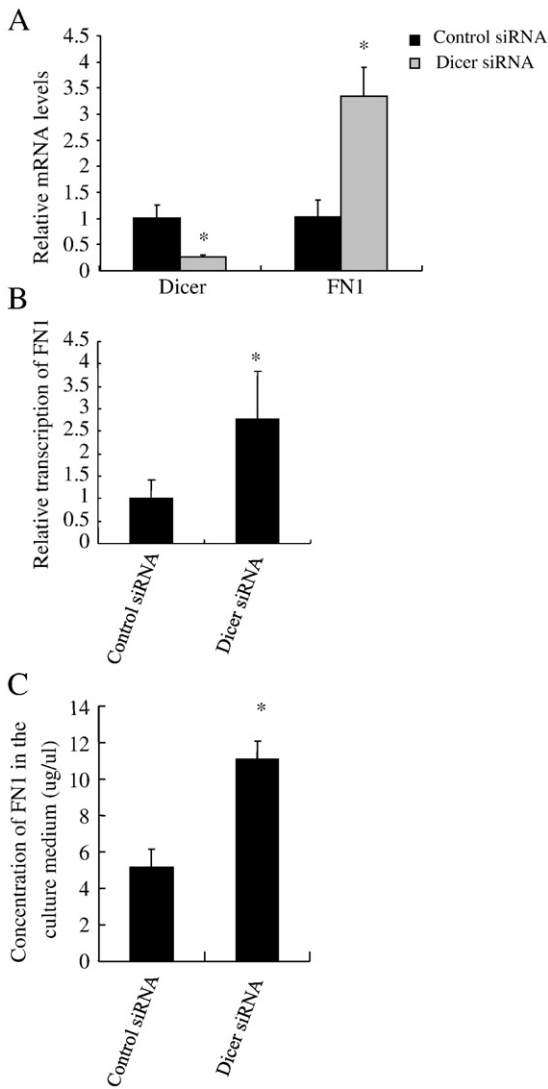 A
4.5
4
3.5
3
2.5
1.5
1
0.5
0
Relative mRNA levels
*
*
Control siRNA
Dicer siRNA
Dicer
FN1
B
4.5
4
3.5
3
2.5
1.5
1
0.5
0
Relative transcription of FN1
*
Control siRNA
Dicer siRNA
C
14
12
10
8
6
4
2
0
Concentration of FN1 in the
culture medium (ug/ul)
*
Control siRNA
Dicer siRNA